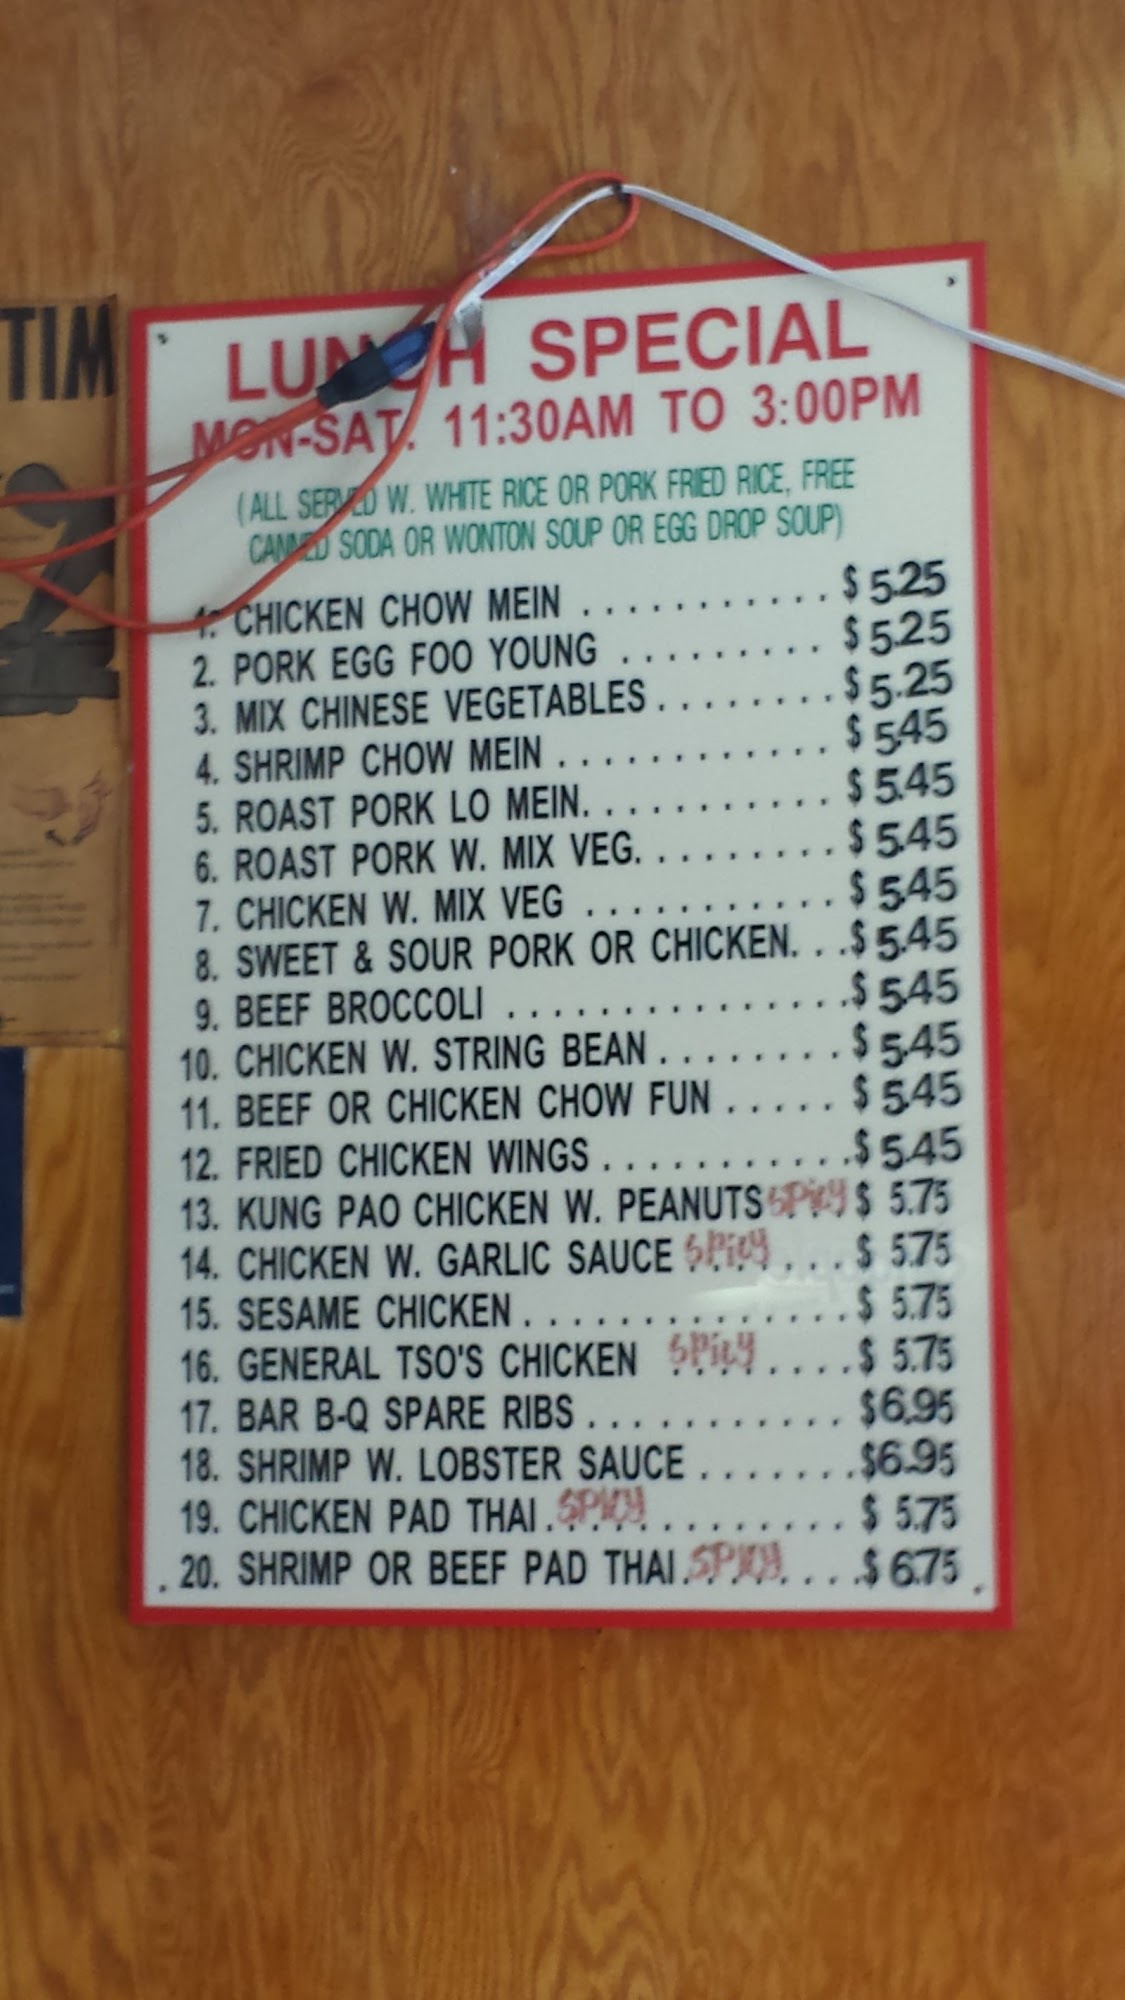 TIM
LUNCH SPECIAL
MON-SAT. 11:30AM TO 3:00PM
(ALL SERVED W. WHITE RICE OR PORK FRIED RICE, FREE
CANNED SODA OR WONTON SOUP OR EGG DROP SOUP)
1. CHICKEN CHOW MEIN ........... $ 5.25
2. PORK EGG FOO YOUNG ......... $ 5.25
3. MIX CHINESE VEGETABLES ........ $ 5.25
4. SHRIMP CHOW MEIN ............ $ 5.45
5. ROAST PORK LO MEIN........... $ 5.45
6. ROAST PORK W. MIX VEG......... $ 5.45
7. CHICKEN W. MIX VEG ........... $ 5.45
8. SWEET & SOUR PORK OR CHICKEN...$ 5.45
9. BEEF BROCCOLI ...............$ 5.45
10. CHICKEN W. STRING BEAN ........ $ 5.45
11. BEEF OR CHICKEN CHOW FUN ..... $ 5.45
12. FRIED CHICKEN WINGS ...........$ 5.45
13. KUNG PAO CHICKEN W. PEANUTS SPICY $ 5.75
14. CHICKEN W. GARLIC SAUCE SPICY ... $ 5.75
15. SESAME CHICKEN ............... $ 5.75
16. GENERAL TSO'S CHICKEN SPICY .... $ 5.75
17. BAR B-Q SPARE RIBS ........... $6.95
18. SHRIMP W. LOBSTER SAUCE .......$6.95
19. CHICKEN PAD THAI . SPICY ......... $ 5.75
20. SHRIMP OR BEEF PAD THAI . SPICY ....$ 6.75